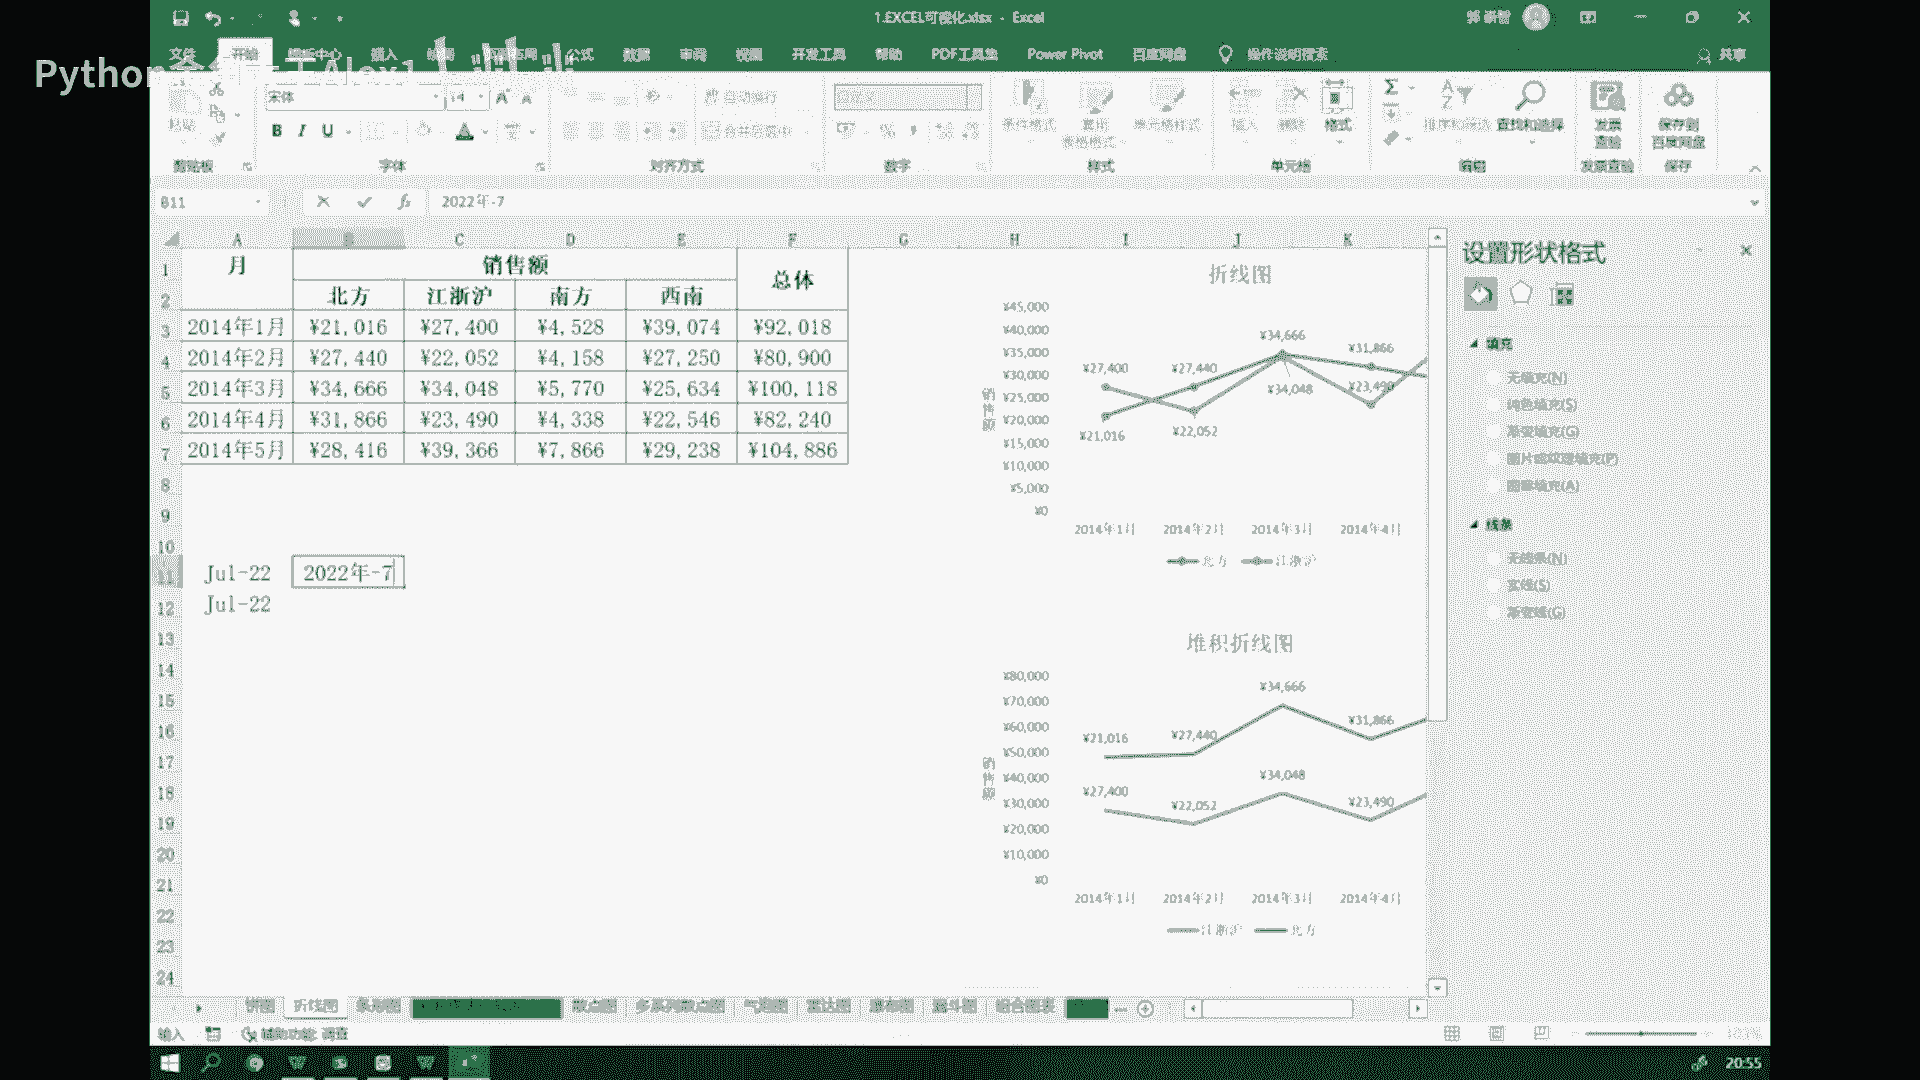 1.EXCEL可视化.xlsx - Excel
文件 开始 插入 公式 数据 审阅 视图 开发工具 帮助 PDF工具集 Power Pivot 百度网盘 操作说明搜索 共享
Python
宋体 14 自动换行
粘贴 B I U 合并后居中 条件格式 套用 单元格样式 插入 删除 格式 排序和筛选 查找和选择 发票 保存到
表格格式 查验 百度网盘
剪贴板 字体 对齐方式 数字 样式 单元格 编辑 发票查验 保存
B11 fx 2022年-7
A B C D E F G H I J K
1 月 销售额 总体
2 北方 江浙沪 南方 西南
3 2014年1月 ¥21,016 ¥27,400 ¥4,528 ¥39,074 ¥92,018
4 2014年2月 ¥27,440 ¥22,052 ¥4,158 ¥27,250 ¥80,900
5 2014年3月 ¥34,666 ¥34,048 ¥5,770 ¥25,634 ¥100,118
6 2014年4月 ¥31,866 ¥23,490 ¥4,338 ¥22,546 ¥82,240
7 2014年5月 ¥28,416 ¥39,366 ¥7,866 ¥29,238 ¥104,886
8
9
10
11 Jul-22 2022年-7
12 Jul-22
13
14
15
16
17
18
19
20
21
22
23
24
折线图
¥45,000
¥40,000
¥35,000
¥30,000
¥25,000
¥20,000
¥15,000
¥10,000
¥5,000
¥0
销售额
¥34,666
¥31,866
¥27,400 ¥27,440
¥34,048 ¥23,490
¥21,016 ¥22,052
2014年1月 2014年2月 2014年3月 2014年4月
北方 江浙沪
堆积折线图
¥80,000
¥70,000
¥60,000
¥50,000
¥40,000
¥30,000
¥20,000
¥10,000
¥0
销售额
¥34,666
¥31,866
¥21,016 ¥27,440
¥34,048
¥27,400 ¥22,052 ¥23,490
2014年1月 2014年2月 2014年3月 2014年4月
江浙沪 北方
设置形状格式
填充
无填充(N)
纯色填充(S)
渐变填充(G)
图片或纹理填充(P)
图案填充(A)
线条
无线条(N)
实线(S)
渐变线(G)
饼图 折线图 条形图 散点图 多系列散点图 气泡图 雷达图 瀑布图 漏斗图 组合图表
输入 辅助功能: 调查
20:55